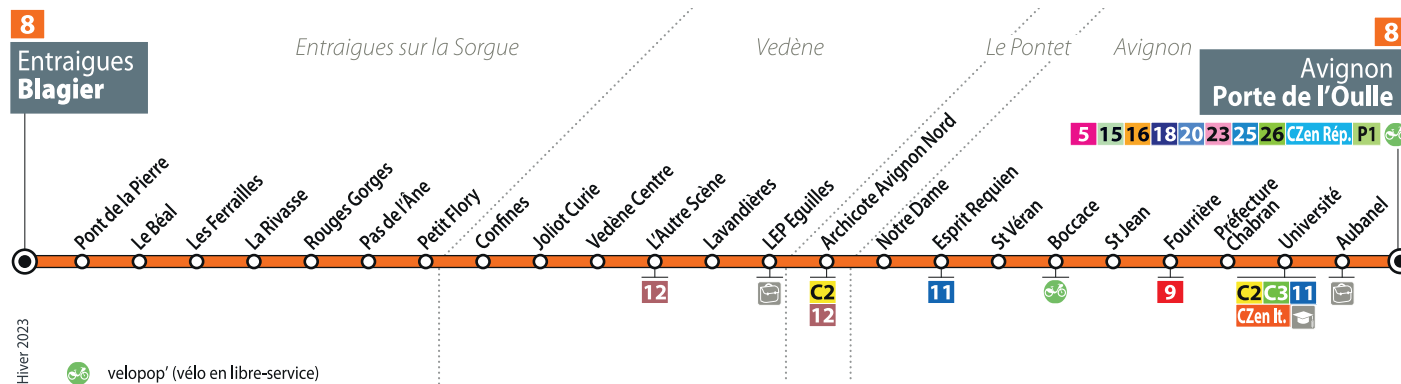 8
Entraigues
Blagier
Entraigues sur la Sorgue
Vedène
Le Pontet
Avignon
8
Avignon
Porte de l'Oulle
5 15 16 18 20 23 25 26 CZen Rép. P1
Pont de la Pierre
Le Béal
Les Ferrailles
La Rivasse
Rouges Gorges
Pas de l'Âne
Petit Flory
Confines
Joliot Curie
Vedène Centre
L'Autre Scène
Lavandières
LEP Eguilles
Archicote Avignon Nord
Notre Dame
Esprit Requien
St Véran
Boccace
St Jean
Fourrière
Préfecture
Chabran
Université
Aubanel
12
C2
12
11
9
C2 C3 11
CZen It.
Hiver 2023
velopop' (vélo en libre-service)